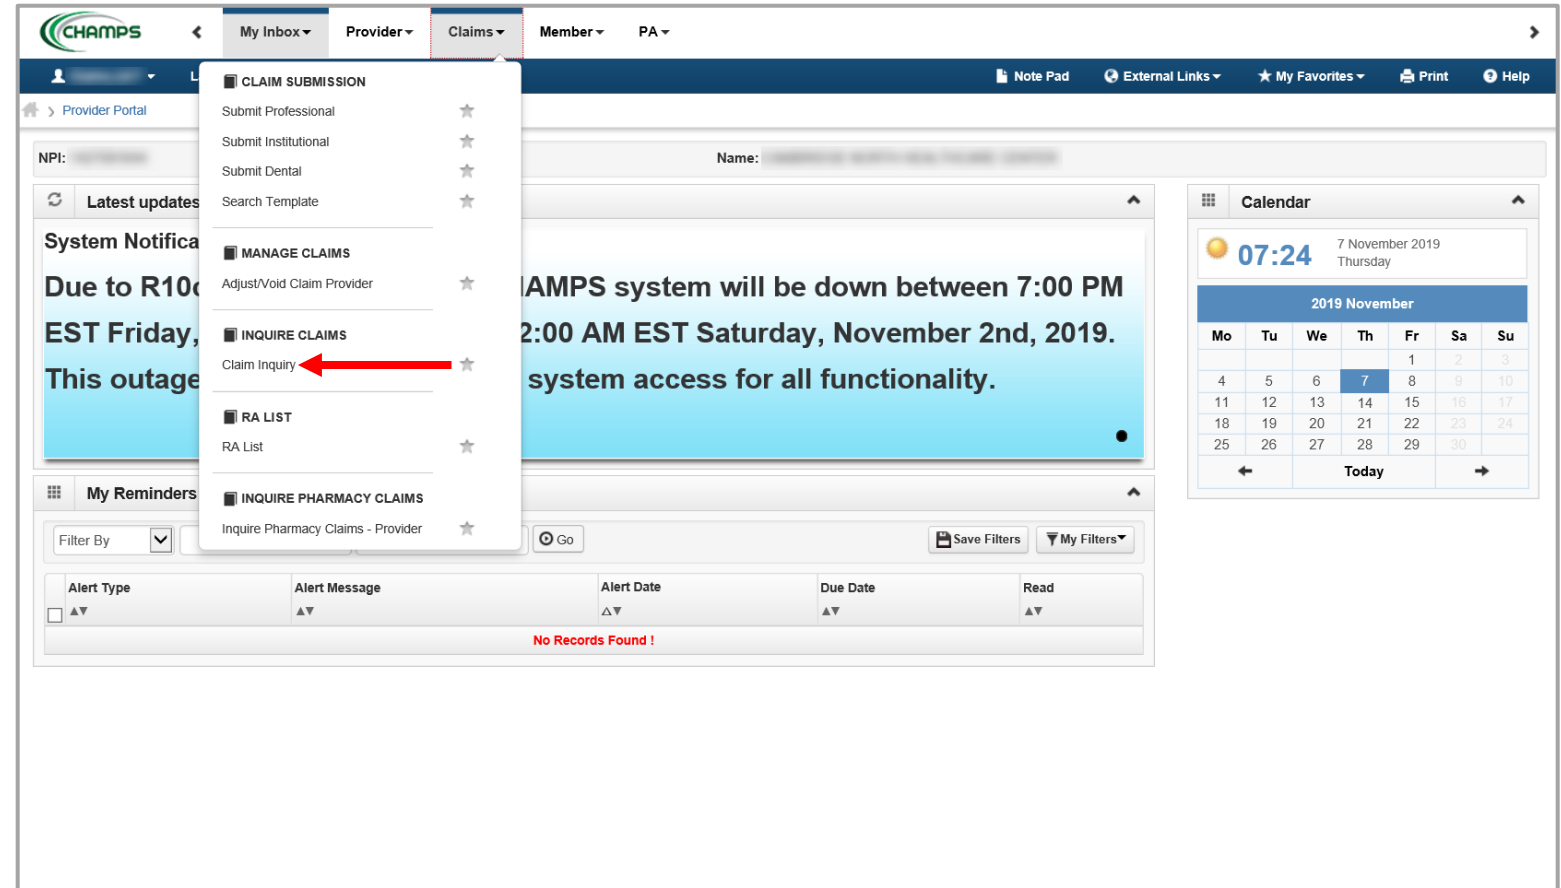 CHAMPS
My Inbox
Provider
Claims
Member
PA
L
Note Pad
External Links
My Favorites
Print
Help
Provider Portal
CLAIM SUBMISSION
Submit Professional
Submit Institutional
Submit Dental
Search Template
MANAGE CLAIMS
Adjust/Void Claim Provider
INQUIRE CLAIMS
Claim Inquiry
RA LIST
RA List
INQUIRE PHARMACY CLAIMS
Inquire Pharmacy Claims - Provider
NPI:
Name:
Latest updates
System Notifica
Due to R10 AMPS system will be down between 7:00 PM
EST Friday, 2:00 AM EST Saturday, November 2nd, 2019.
This outage system access for all functionality.
Calendar
07:24
7 November 2019
Thursday
2019 November
Mo Tu We Th Fr Sa Su
1 2 3
4 5 6 7 8 9 10
11 12 13 14 15 16 17
18 19 20 21 22 23 24
25 26 27 28 29 30
Today
My Reminders
Filter By
Go
Save Filters
My Filters
Alert Type Alert Message Alert Date Due Date Read
No Records Found !